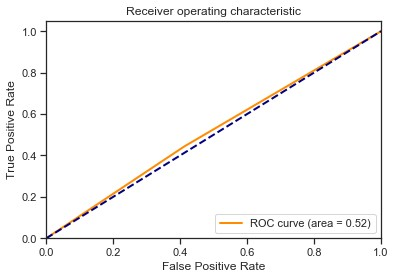 Receiver operating characteristic
True Positive Rate
1.0
0.8
0.6
0.4
0.2
0.0
ROC curve (area = 0.52)
0.0 0.2 0.4 0.6 0.8 1.0
False Positive Rate